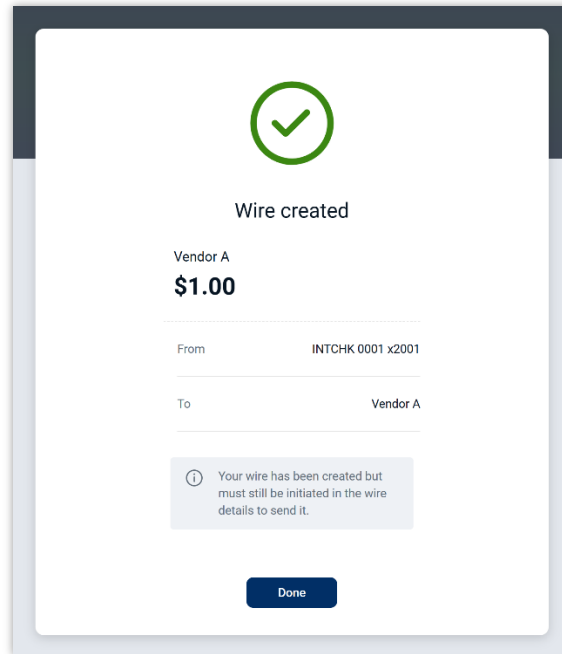 Wire created
Vendor A
$1.00
From INTCHK 0001 x2001
To Vendor A
Your wire has been created but
must still be initiated in the wire
details to send it.
Done